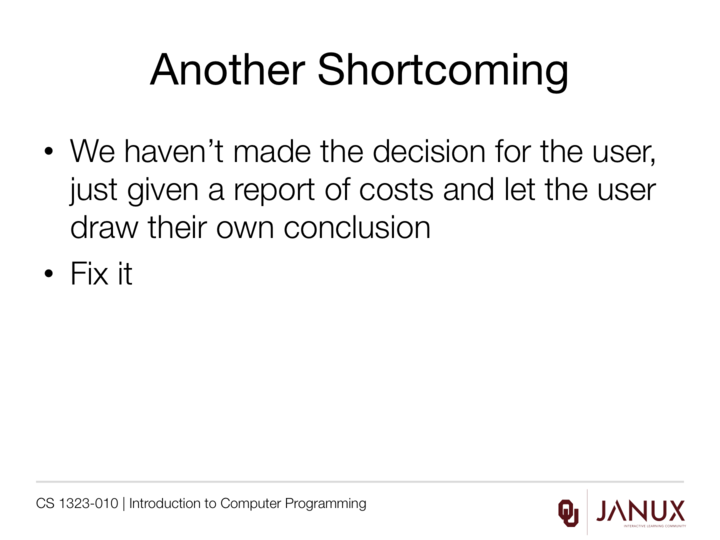 Another Shortcoming
• We haven’t made the decision for the user,
just given a report of costs and let the user
draw their own conclusion
• Fix it
CS 1323-010 | Introduction to Computer Programming
OU JANUX
INTERACTIVE LEARNING COMMUNITY